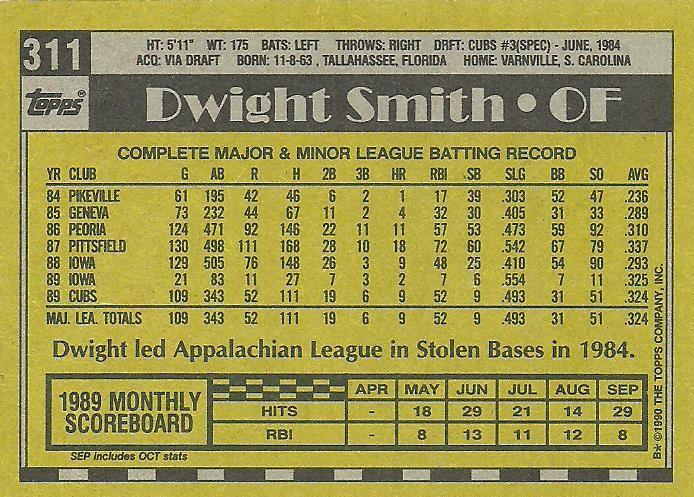 311
HT: 5'11" WT: 175 BATS: LEFT THROWS: RIGHT DRFT: CUBS #3(SPEC) - JUNE, 1984
ACQ: VIA DRAFT BORN: 11-8-63 , TALLAHASSEE, FLORIDA HOME: VARNVILLE, S. CAROLINA
Topps®
Dwight Smith • OF
COMPLETE MAJOR & MINOR LEAGUE BATTING RECORD
YR CLUB G AB R H 2B 3B HR RBI SB SLG BB SO AVG
84 PIKEVILLE 61 195 42 46 6 2 1 17 39 .303 52 47 .236
85 GENEVA 73 232 44 67 11 2 4 32 30 .405 31 33 .289
86 PEORIA 124 471 92 146 22 11 11 57 53 .473 59 92 .310
87 PITTSFIELD 130 498 111 168 28 10 18 72 60 .542 67 79 .337
88 IOWA 129 505 76 148 26 3 9 48 25 .410 54 90 .293
89 IOWA 21 83 11 27 7 3 2 7 6 .554 7 11 .325
89 CUBS 109 343 52 111 19 6 9 52 9 .493 31 51 .324
MAJ. LEA. TOTALS 109 343 52 111 19 6 9 52 9 .493 31 51 .324
Dwight led Appalachian League in Stolen Bases in 1984.
1989 MONTHLY
SCOREBOARD
APR MAY JUN JUL AUG SEP
HITS - 18 29 21 14 29
RBI - 8 13 11 12 8
SEP includes OCT stats
B* ©1990 THE TOPPS COMPANY, INC.